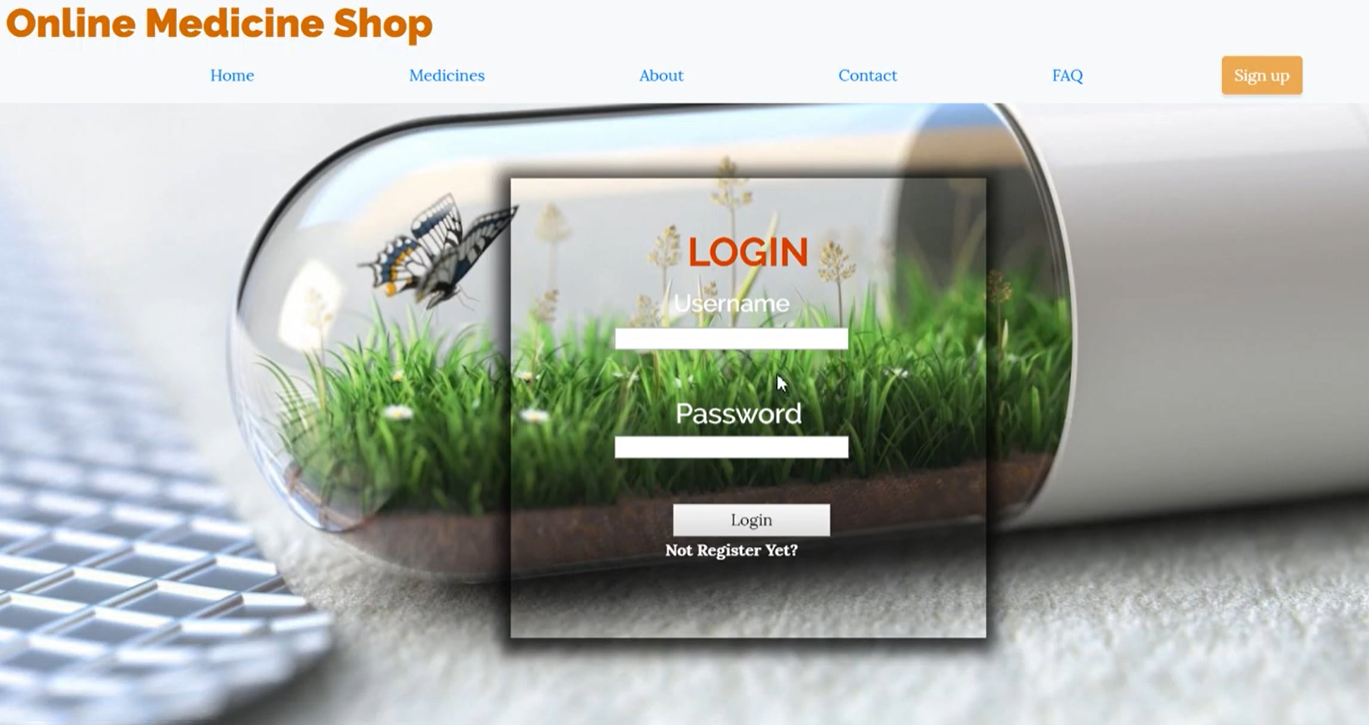 Online Medicine Shop
Home Medicines About Contact FAQ Sign up
LOGIN
Username
Password
Login
Not Register Yet?